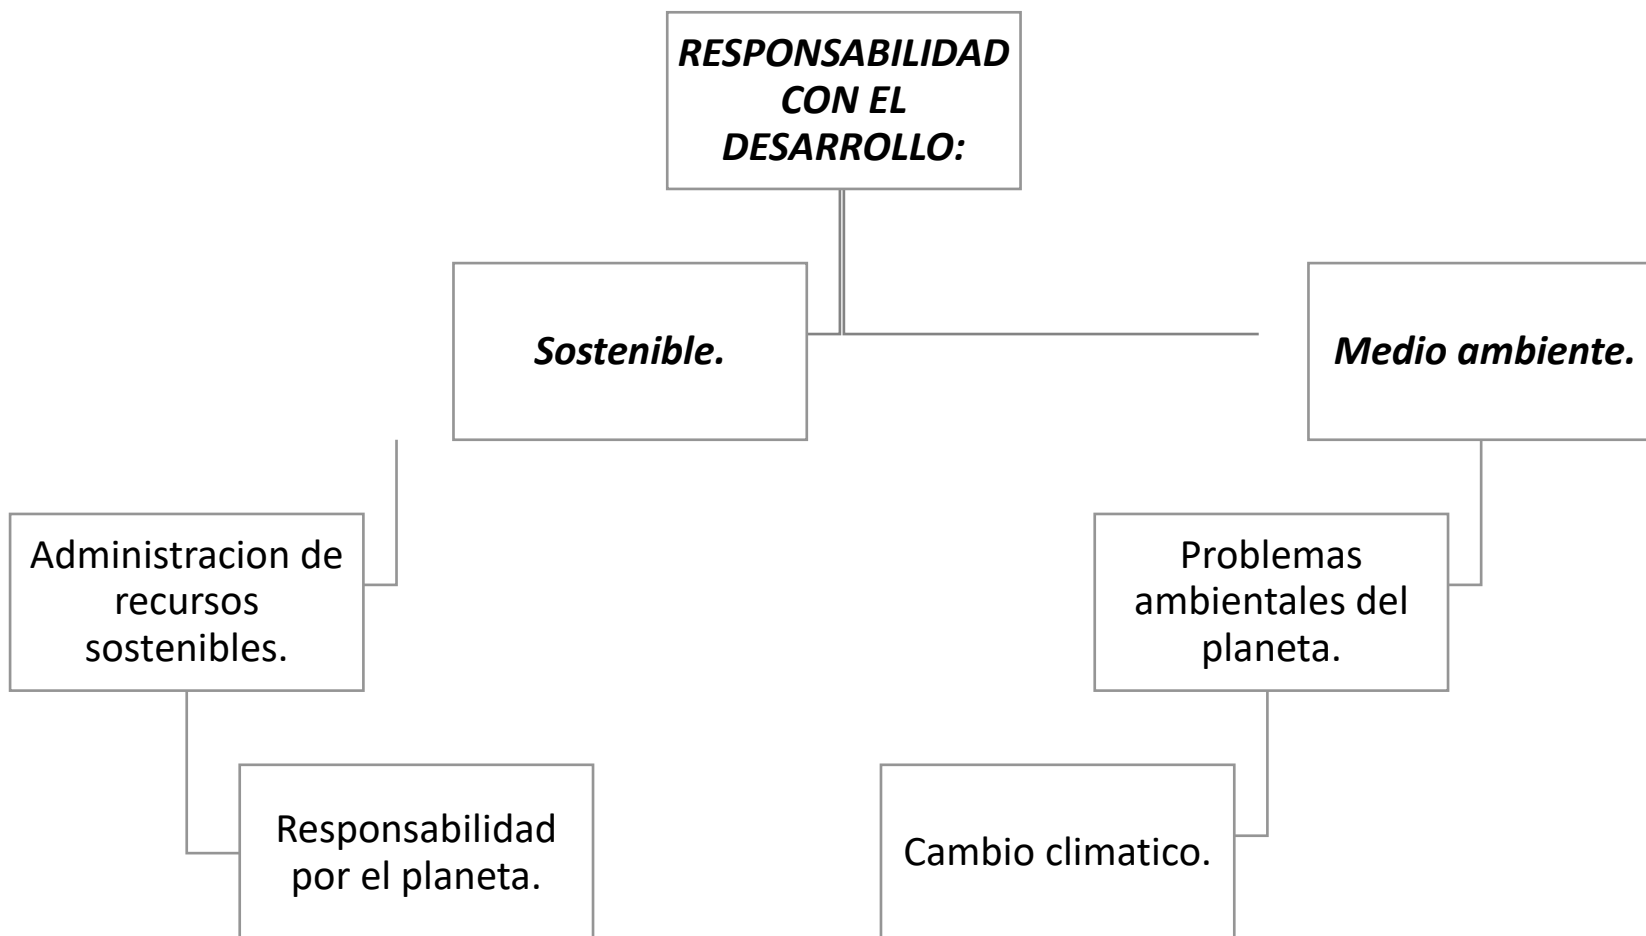 RESPONSABILIDAD
CON EL
DESARROLLO:
Sostenible.
Medio ambiente.
Administracion de
recursos
sostenibles.
Problemas
ambientales del
planeta.
Responsabilidad
por el planeta.
Cambio climatico.